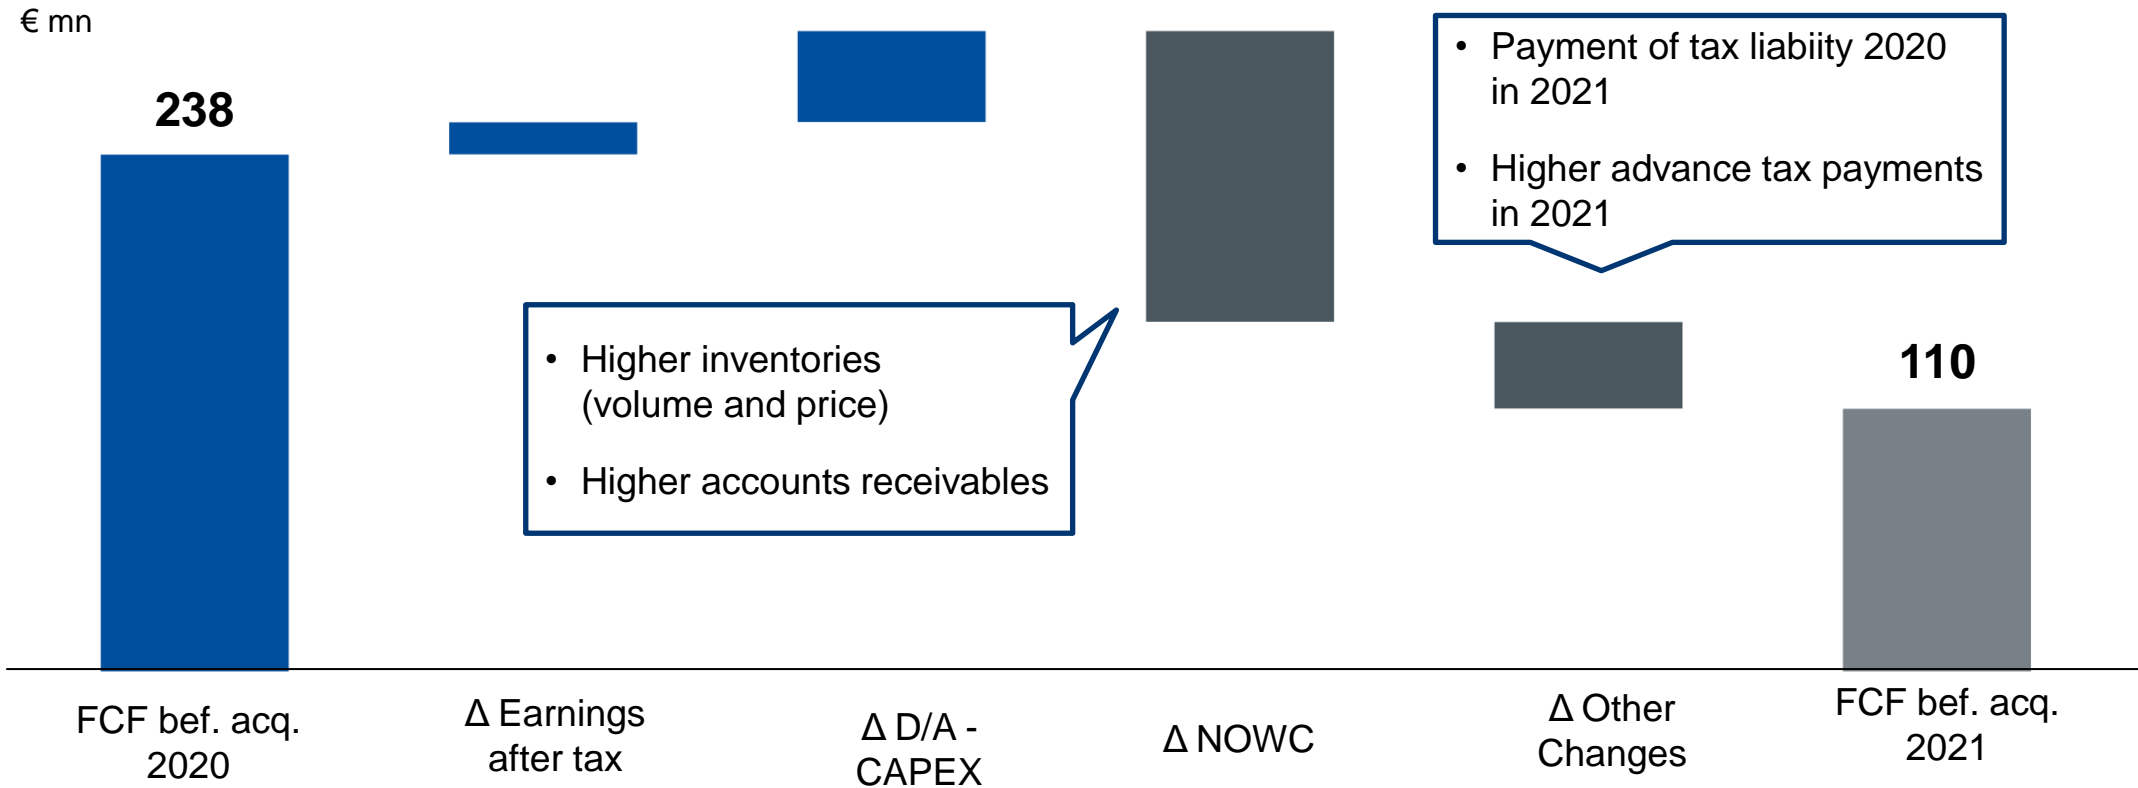 € mn
238
• Payment of tax liabiity 2020
in 2021
• Higher advance tax payments
in 2021
• Higher inventories
(volume and price)
• Higher accounts receivables
110
FCF bef. acq.
2020
Δ Earnings
after tax
Δ D/A -
CAPEX
Δ NOWC
Δ Other
Changes
FCF bef. acq.
2021